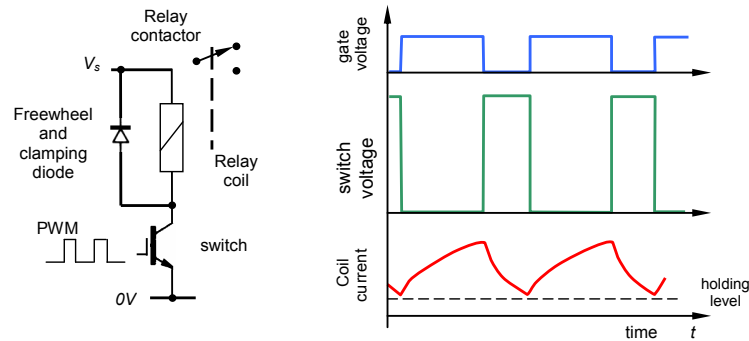 Relay
contactor
Vs
Freewheel
and
clamping
diode
Relay
coil
PWM
switch
0V
gate
voltage
switch
voltage
Coil
current
holding
level
time t